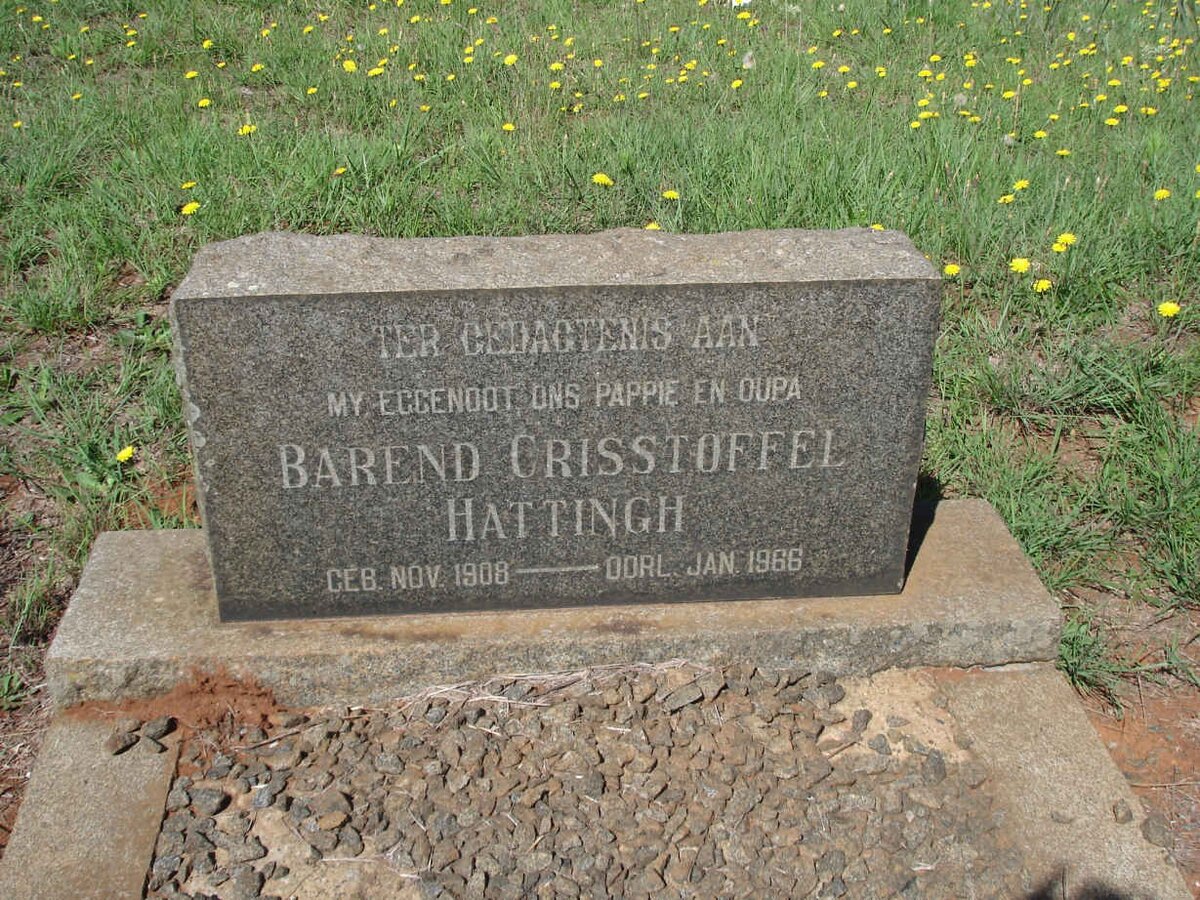 TER GEDAGTENIS AAN
MY EGGENOOT, ONS PAPPIE EN OUPA
BAREND CRISSTOFFEL
HATTINGH
GEB. NOV. 1908 — OORL. JAN. 1966